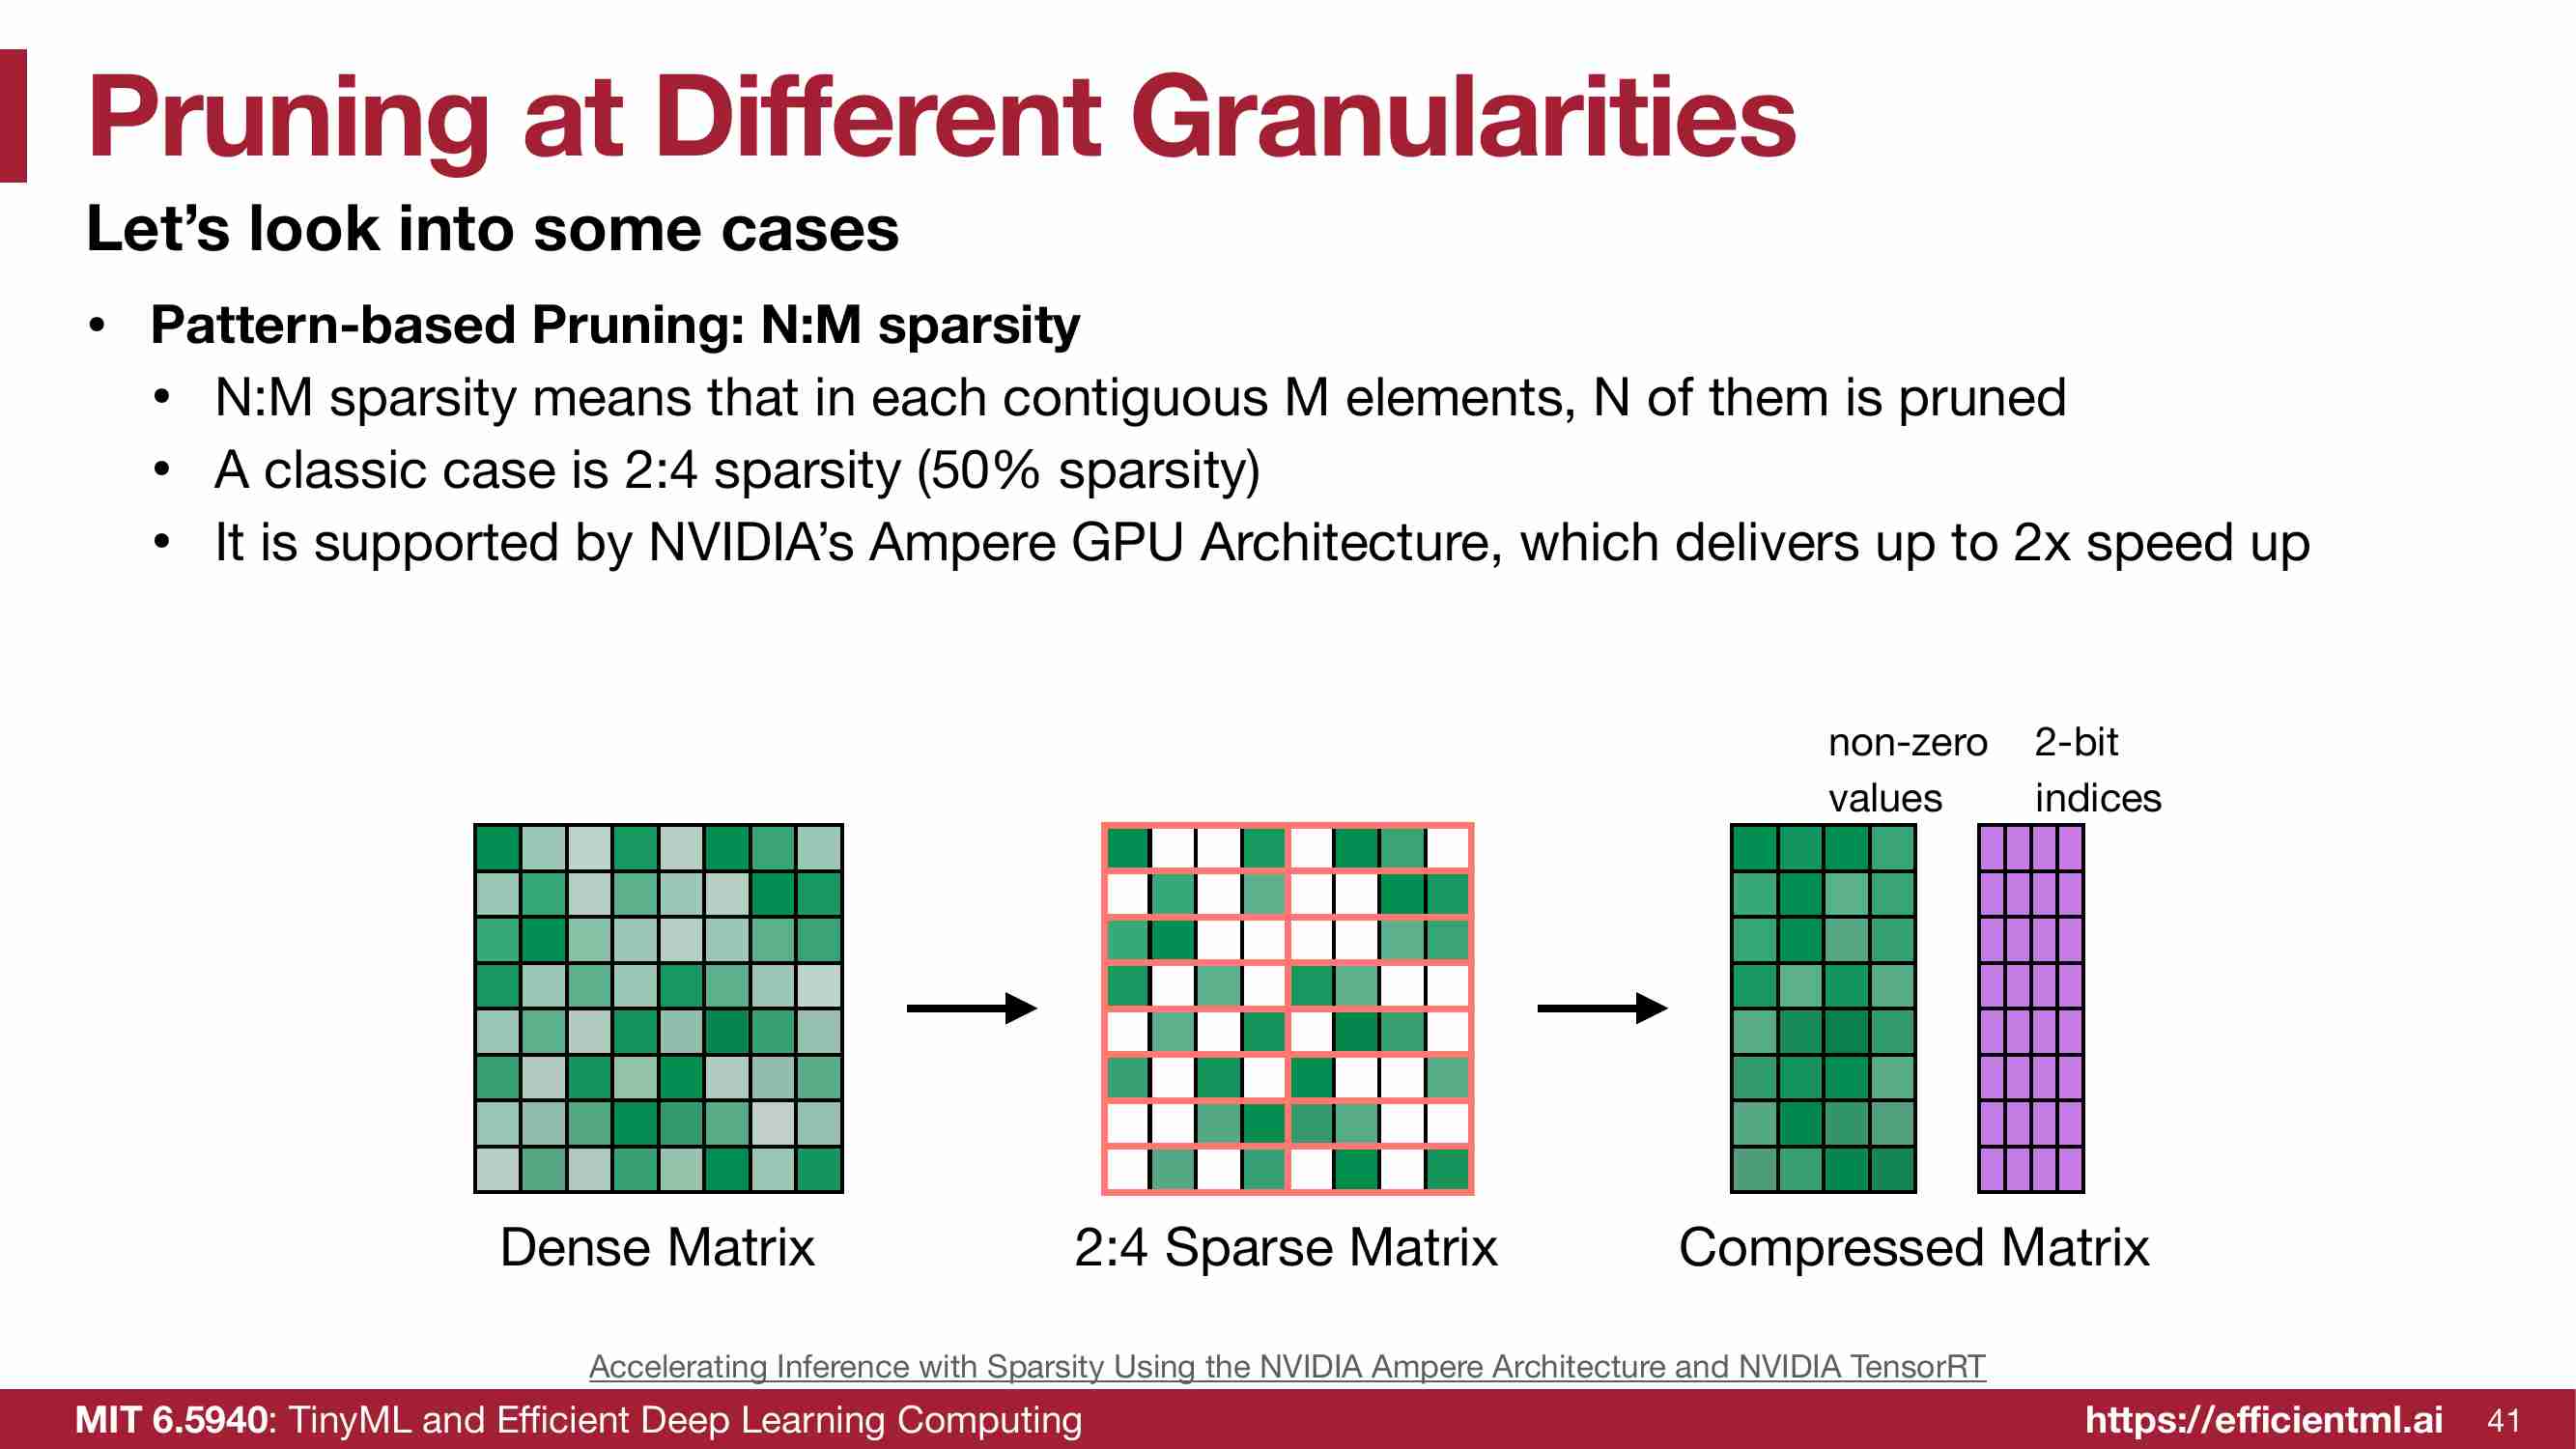 Pruning at Different Granularities
Let’s look into some cases
• Pattern-based Pruning: N:M sparsity
• N:M sparsity means that in each contiguous M elements, N of them is pruned
• A classic case is 2:4 sparsity (50% sparsity)
• It is supported by NVIDIA’s Ampere GPU Architecture, which delivers up to 2x speed up
non-zero
values
2-bit
indices
Dense Matrix
2:4 Sparse Matrix
Compressed Matrix
Accelerating Inference with Sparsity Using the NVIDIA Ampere Architecture and NVIDIA TensorRT
MIT 6.5940: TinyML and Efficient Deep Learning Computing
https://efficientml.ai
41